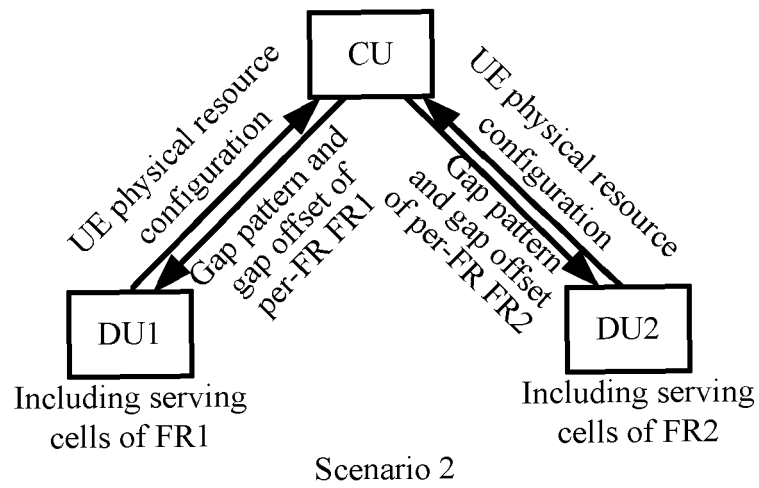 CU
UE physical resource
configuration
Gap pattern and
gap offset of
per-FR FR1
UE physical resource
configuration
Gap pattern
and gap offset
of per-FR FR2
DU1
Including serving
cells of FR1
DU2
Including serving
cells of FR2
Scenario 2